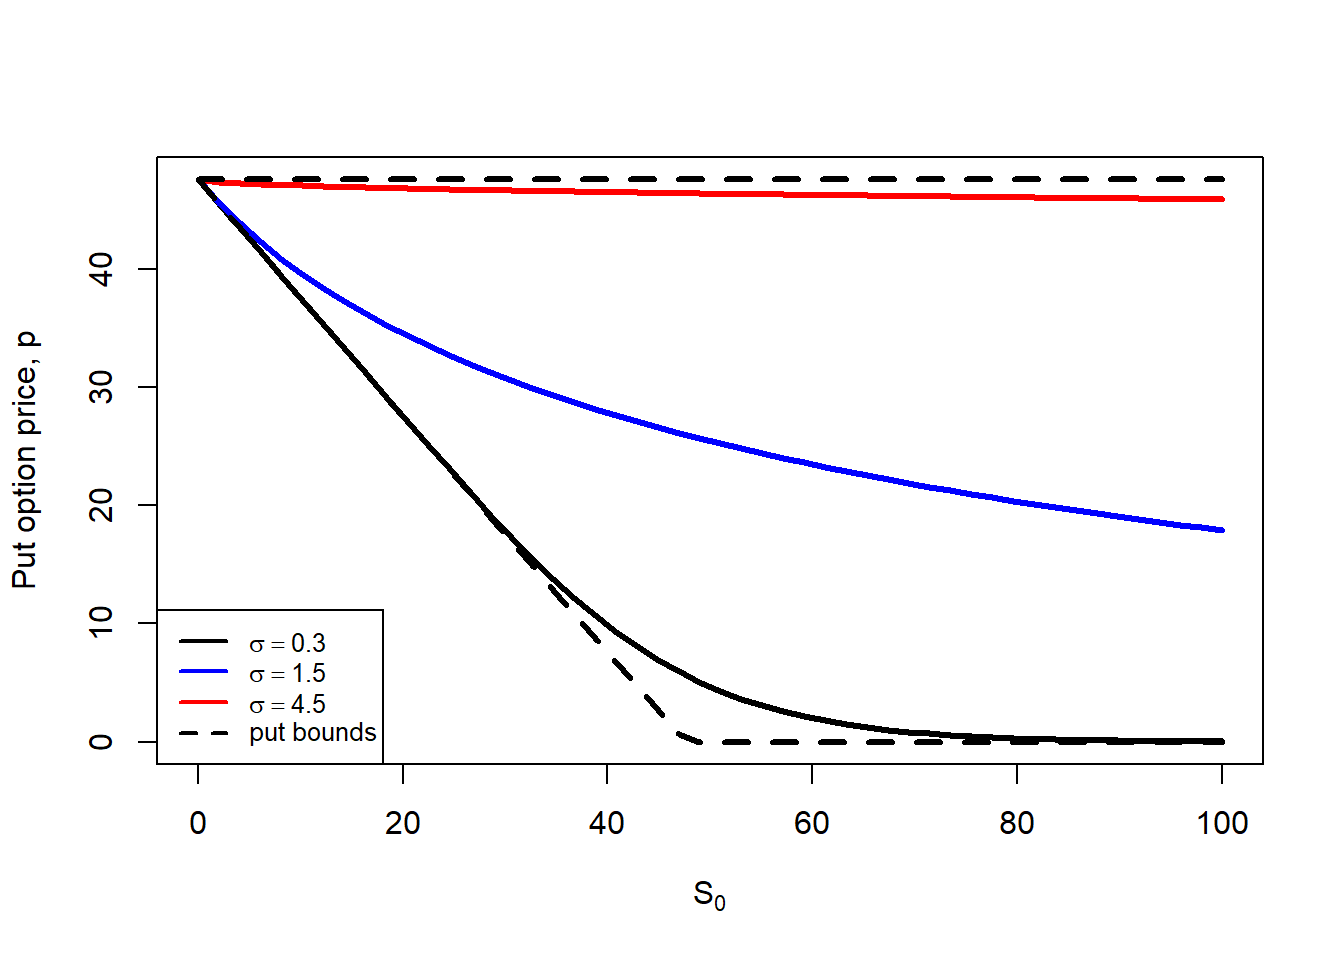 Put option price, p
40
30
20
10
0
σ = 0.3
σ = 1.5
σ = 4.5
put bounds
0 20 40 60 80 100
S₀